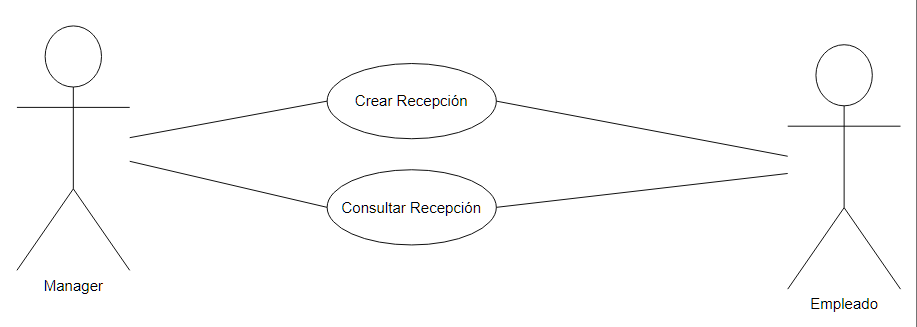 Crear Recepción
Consultar Recepción
Manager
Empleado